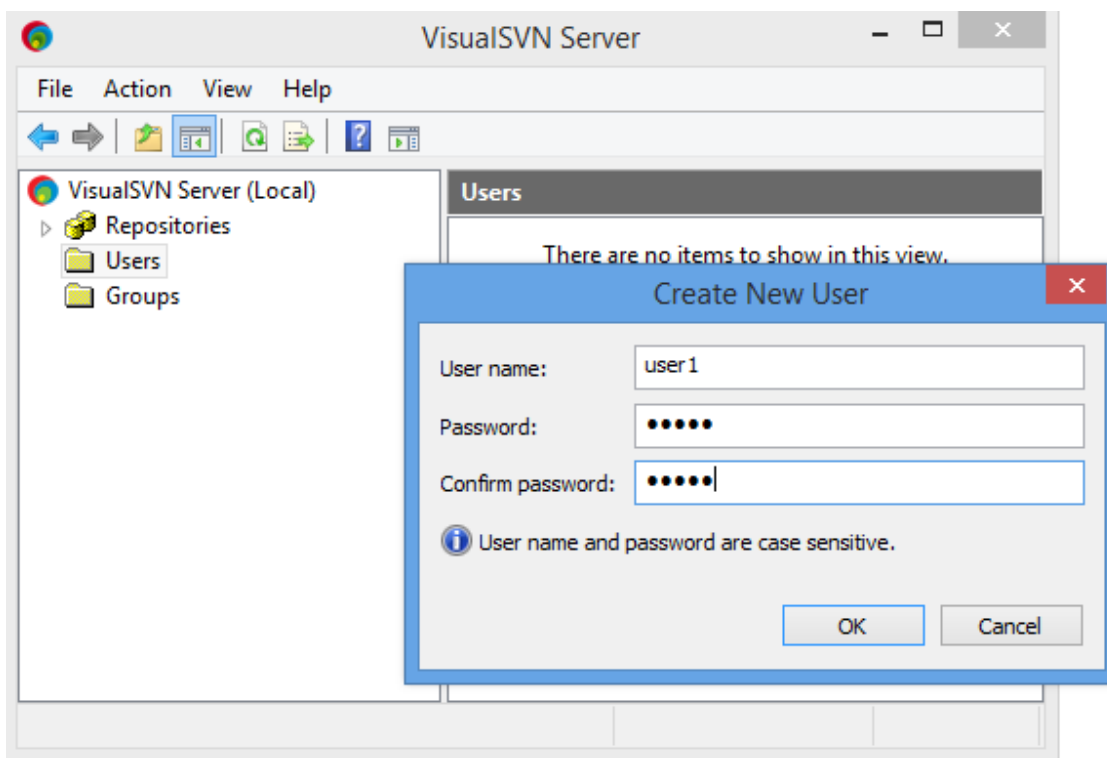 VisualSVN Server
File Action View Help
VisualSVN Server (Local)
Repositories
Users
Groups
Users
There are no items to show in this view.
Create New User
User name: user1
Password: •••••
Confirm password: •••••
User name and password are case sensitive.
OK Cancel